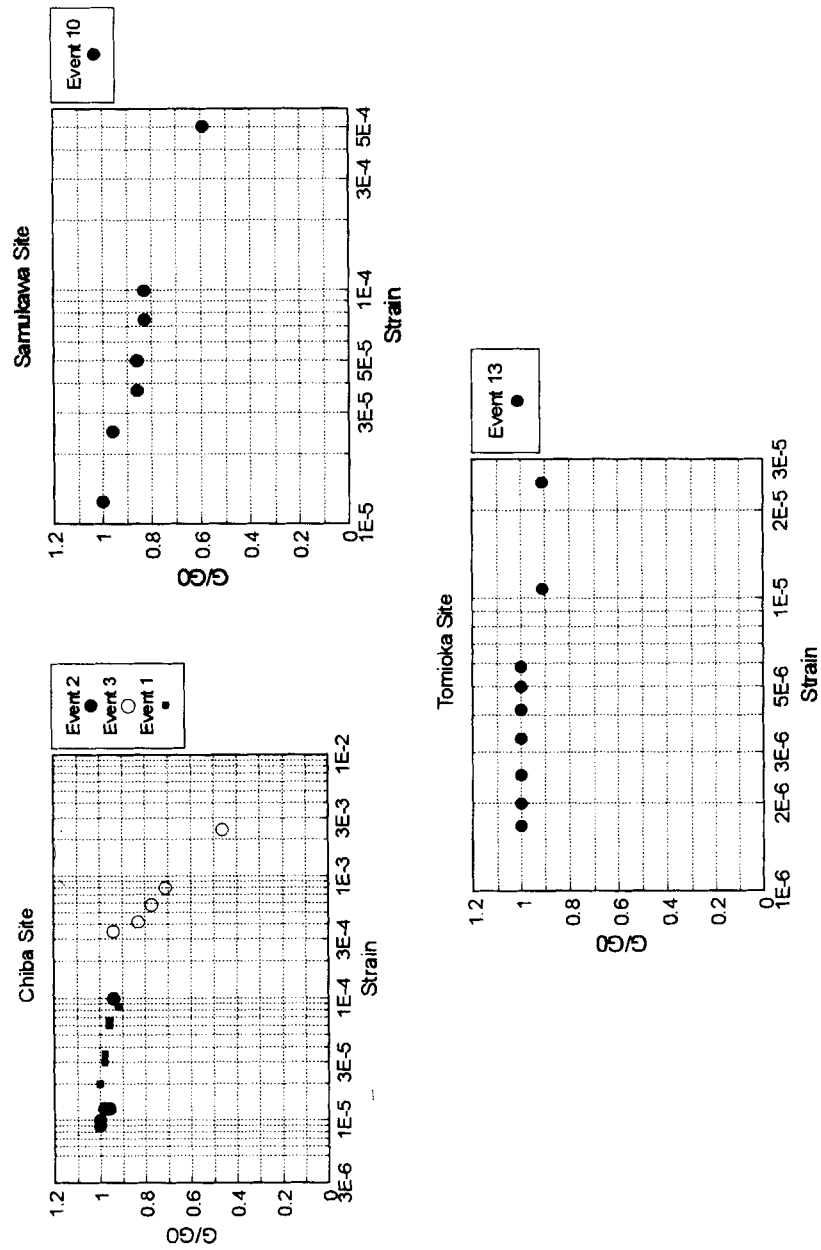 Chiba Site
G/G0
1.2
1
0.8
0.6
0.4
0.2
0
3E-6
1E-5
3E-5
1E-4
3E-4
1E-3
3E-3
1E-2
Strain
Event 2
Event 3
Event 1
Samukawa Site
G/G0
1.2
1
0.8
0.6
0.4
0.2
0
1E-5
3E-5
5E-5
1E-4
3E-4
5E-4
Strain
Event 10
Tomioka Site
G/G0
1.2
1
0.8
0.6
0.4
0.2
0
1E-6
2E-6
3E-6
5E-6
1E-5
2E-5
3E-5
Strain
Event 13